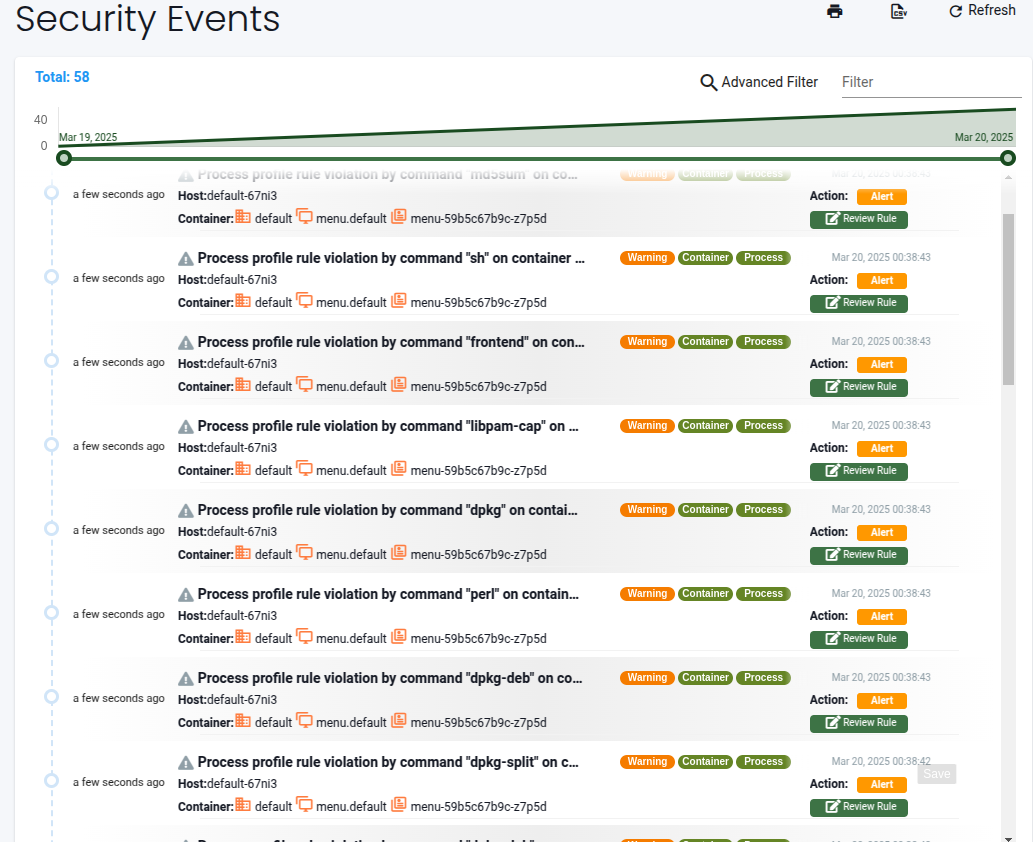 Security Events
CSV
Refresh
Total: 58
Advanced Filter
Filter
40
0
Mar 19, 2025
Mar 20, 2025
Process profile rule violation by command "md5sum" on co...
Warning Container Process
Mar 20, 2025 00:38:43
a few seconds ago
Host:default-67ni3
Action: Alert
Container: default menu.default menu-59b5c67b9c-z7p5d
Review Rule
Process profile rule violation by command "sh" on container ...
Warning Container Process
Mar 20, 2025 00:38:43
a few seconds ago
Host:default-67ni3
Action: Alert
Container: default menu.default menu-59b5c67b9c-z7p5d
Review Rule
Process profile rule violation by command "frontend" on con...
Warning Container Process
Mar 20, 2025 00:38:43
a few seconds ago
Host:default-67ni3
Action: Alert
Container: default menu.default menu-59b5c67b9c-z7p5d
Review Rule
Process profile rule violation by command "libpam-cap" on ...
Warning Container Process
Mar 20, 2025 00:38:43
a few seconds ago
Host:default-67ni3
Action: Alert
Container: default menu.default menu-59b5c67b9c-z7p5d
Review Rule
Process profile rule violation by command "dpkg" on contai...
Warning Container Process
Mar 20, 2025 00:38:43
a few seconds ago
Host:default-67ni3
Action: Alert
Container: default menu.default menu-59b5c67b9c-z7p5d
Review Rule
Process profile rule violation by command "perl" on contain...
Warning Container Process
Mar 20, 2025 00:38:43
a few seconds ago
Host:default-67ni3
Action: Alert
Container: default menu.default menu-59b5c67b9c-z7p5d
Review Rule
Process profile rule violation by command "dpkg-deb" on co...
Warning Container Process
Mar 20, 2025 00:38:43
a few seconds ago
Host:default-67ni3
Action: Alert
Container: default menu.default menu-59b5c67b9c-z7p5d
Review Rule
Process profile rule violation by command "dpkg-split" on c...
Warning Container Process
Mar 20, 2025 00:38:42
Save
a few seconds ago
Host:default-67ni3
Action: Alert
Container: default menu.default menu-59b5c67b9c-z7p5d
Review Rule